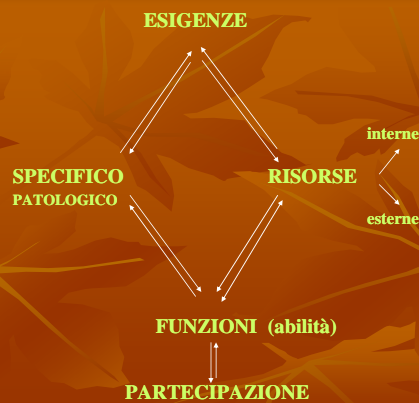 ESIGENZE
interne
SPECIFICO
RISORSE
PATOLOGICO
esterne
FUNZIONI (abilità)
PARTECIPAZIONE